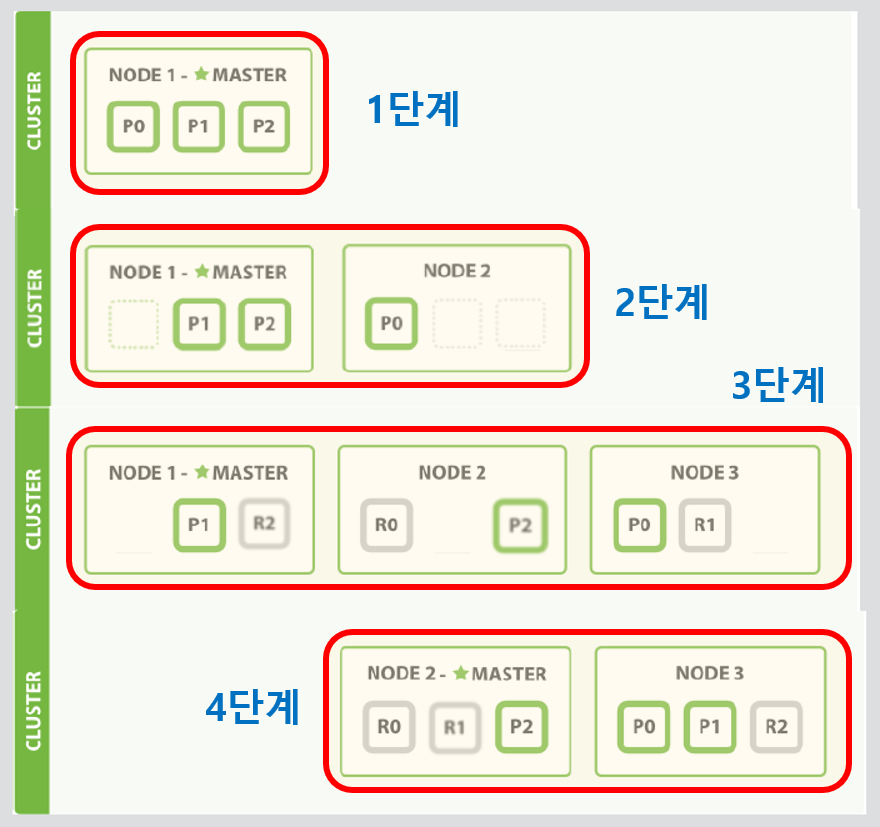 CLUSTER
NODE 1 - ★ MASTER
P0 P1 P2
1단계
CLUSTER
NODE 1 - ★ MASTER
P1 P2
NODE 2
P0
2단계
3단계
CLUSTER
NODE 1 - ★ MASTER
P1 R2
NODE 2
R0 P2
NODE 3
P0 R1
CLUSTER
4단계
NODE 2 - ★ MASTER
R0 R1 P2
NODE 3
P0 P1 R2